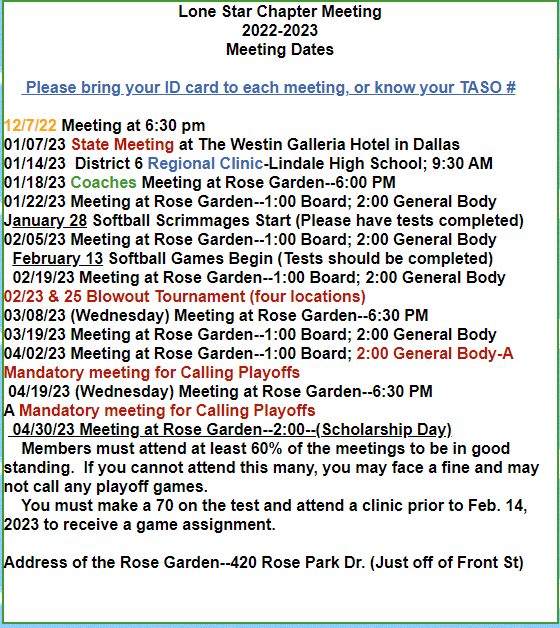 Lone Star Chapter Meeting
2022-2023
Meeting Dates
Please bring your ID card to each meeting, or know your TASO #
12/7/22 Meeting at 6:30 pm
01/07/23 State Meeting at The Westin Galleria Hotel in Dallas
01/14/23 District 6 Regional Clinic-Lindale High School; 9:30 AM
01/18/23 Coaches Meeting at Rose Garden--6:00 PM
01/22/23 Meeting at Rose Garden--1:00 Board; 2:00 General Body
January 28 Softball Scrimmages Start (Please have tests completed)
02/05/23 Meeting at Rose Garden--1:00 Board; 2:00 General Body
February 13 Softball Games Begin (Tests should be completed)
02/19/23 Meeting at Rose Garden--1:00 Board; 2:00 General Body
02/23 & 25 Blowout Tournament (four locations)
03/08/23 (Wednesday) Meeting at Rose Garden--6:30 PM
03/19/23 Meeting at Rose Garden--1:00 Board; 2:00 General Body
04/02/23 Meeting at Rose Garden--1:00 Board; 2:00 General Body-A
Mandatory meeting for Calling Playoffs
04/19/23 (Wednesday) Meeting at Rose Garden--6:30 PM
A Mandatory meeting for Calling Playoffs
04/30/23 Meeting at Rose Garden--2:00--(Scholarship Day)
Members must attend at least 60% of the meetings to be in good
standing. If you cannot attend this many, you may face a fine and may
not call any playoff games.
You must make a 70 on the test and attend a clinic prior to Feb. 14,
2023 to receive a game assignment.
Address of the Rose Garden--420 Rose Park Dr. (Just off of Front St)